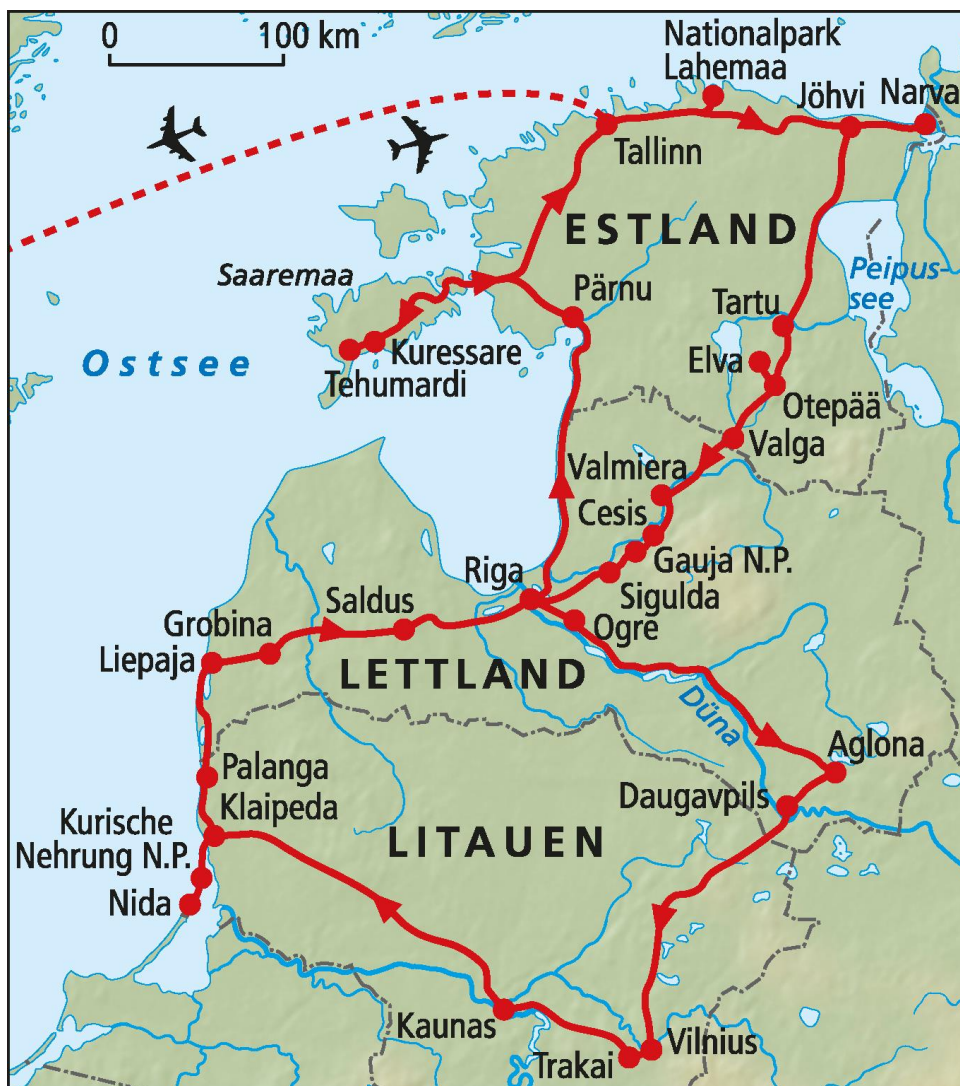 0 100 km
Nationalpark
Lahemaa
Jöhvi
Narva
Tallinn
ESTLAND
Saaremaa
Pärnu
Peipus-
see
Tartu
Ostsee
Kuressare
Tehumardi
Elva
Otepää
Valga
Valmiera
Cesis
Gauja N.P.
Riga
Sigulda
Saldus
Ogre
Grobina
Liepaja
LETTLAND
Düna
Aglona
Palanga
Klaipeda
Daugavpils
Kurische
Nehrung N.P.
LITAUEN
Nida
Kaunas
Trakai
Vilnius